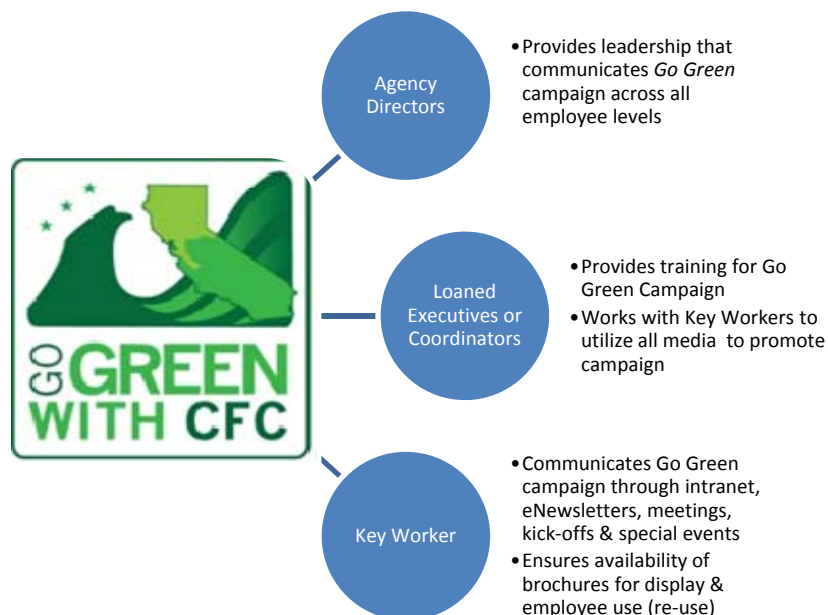 Agency
Directors
•Provides leadership that
communicates Go Green
campaign across all
employee levels
GO GREEN
WITH CFC
Loaned
Executives or
Coordinators
•Provides training for Go
Green Campaign
•Works with Key Workers to
utilize all media to promote
campaign
Key Worker
•Communicates Go Green
campaign through intranet,
eNewsletters, meetings,
kick-offs & special events
•Ensures availability of
brochures for display &
employee use (re-use)